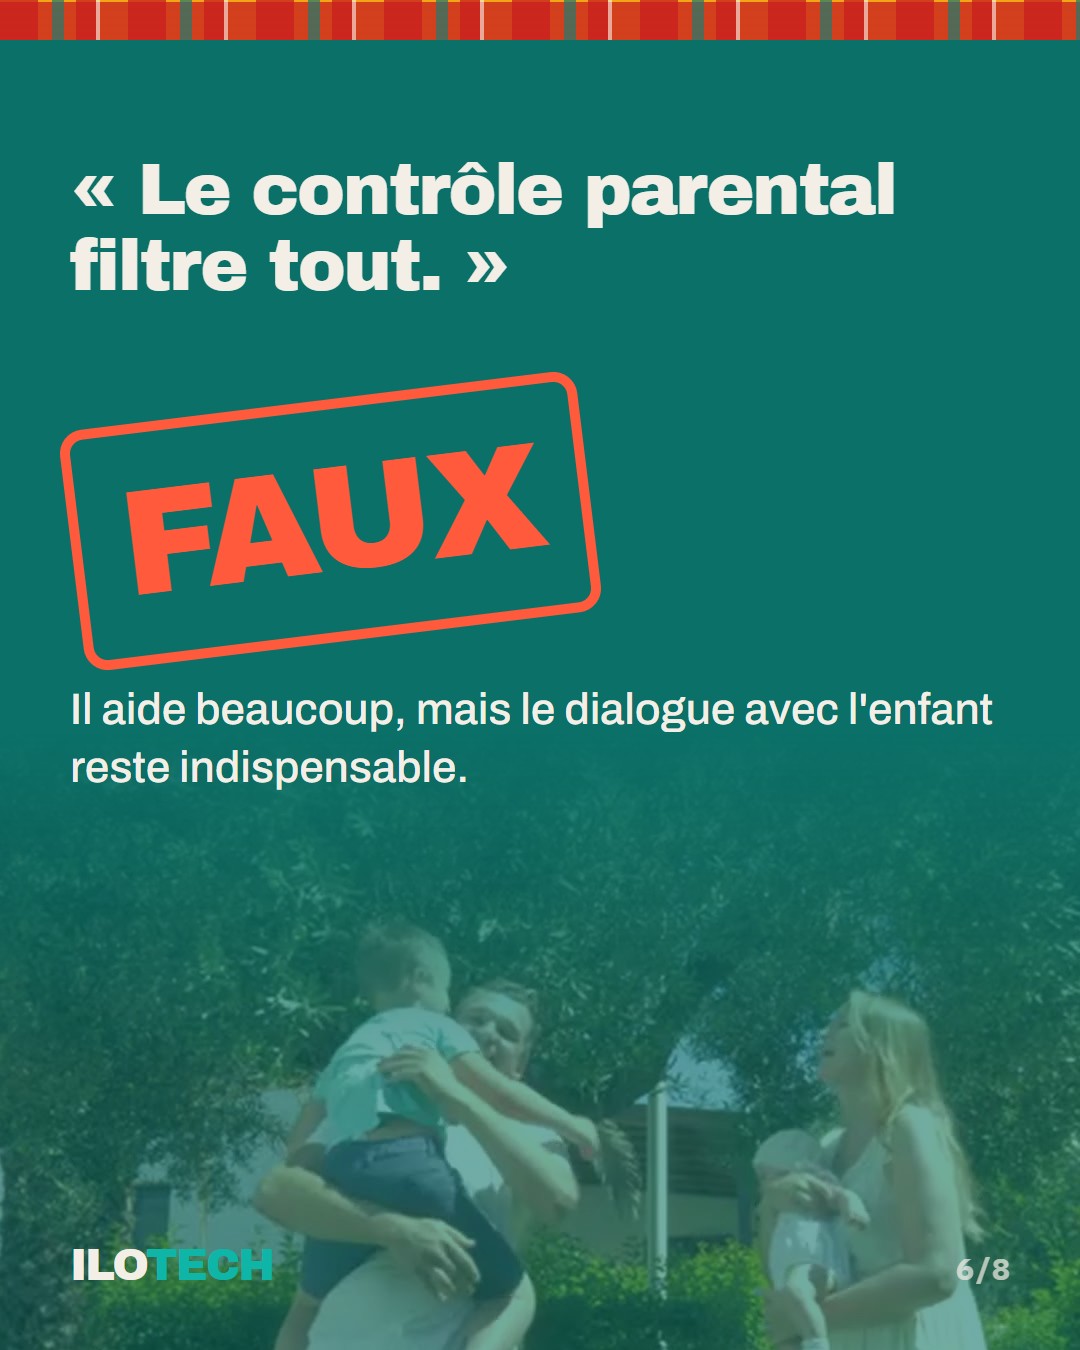 « Le contrôle parental
filtre tout. »
FAUX
Il aide beaucoup, mais le dialogue avec l'enfant
reste indispensable.
ILOTECH
6/8